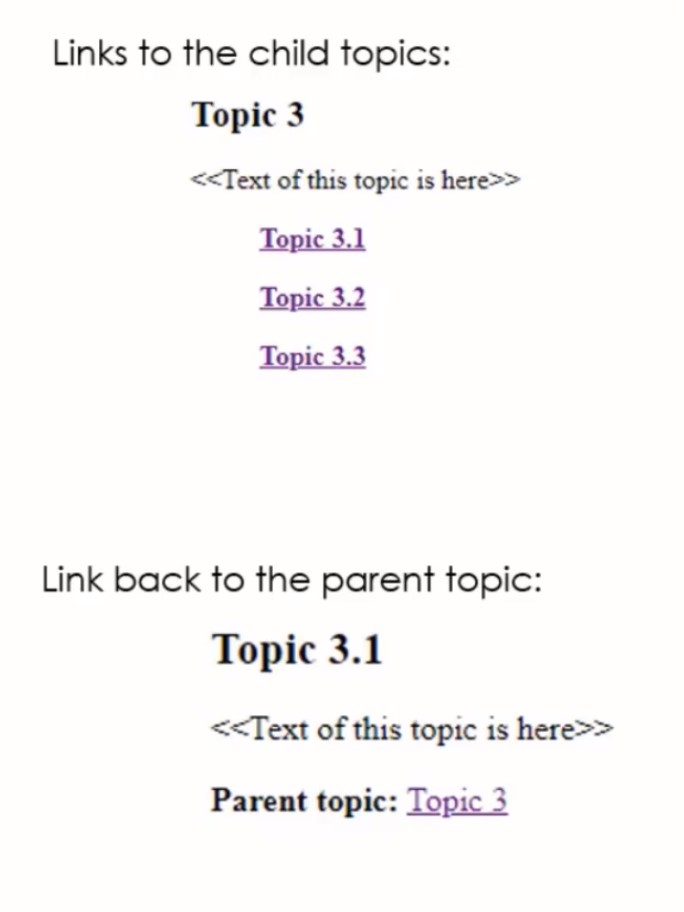 Links to the child topics:
Topic 3
<<Text of this topic is here>>
Topic 3.1
Topic 3.2
Topic 3.3
Link back to the parent topic:
Topic 3.1
<<Text of this topic is here>>
Parent topic: Topic 3